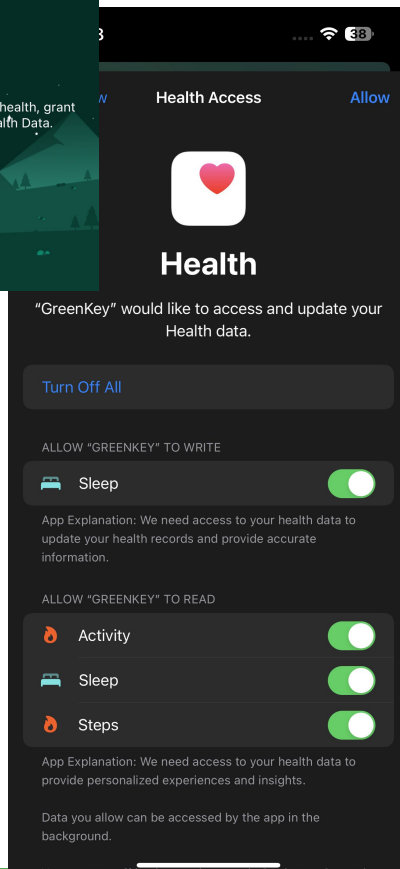 38
health, grant
alth Data.
w
Health Access
Allow
Health
“GreenKey” would like to access and update your
Health data.
Turn Off All
ALLOW “GREENKEY” TO WRITE
Sleep
App Explanation: We need access to your health data to
update your health records and provide accurate
information.
ALLOW “GREENKEY” TO READ
Activity
Sleep
Steps
App Explanation: We need access to your health data to
provide personalized experiences and insights.
Data you allow can be accessed by the app in the
background.